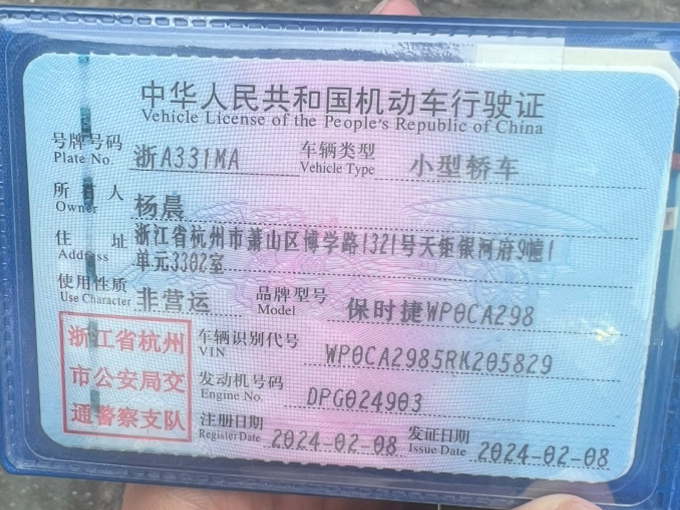 中华人民共和国机动车行驶证
Vehicle License of the People's Republic of China
号牌号码 浙A331MA 车辆类型 小型轿车
Plate No. Vehicle Type
所有人 杨晨
Owner
住址 浙江省杭州市萧山区博学路1321号天钜银河府9幢1
Address 单元3302室
使用性质 非营运 品牌型号 保时捷WP0CA298
Use Character Model
浙江省杭州
市公安局交
通警察支队
车辆识别代号 WP0CA2985RK205829
VIN
发动机号码 DPG024903
Engine No.
注册日期 2024-02-08 发证日期 2024-02-08
Register Date Issue Date